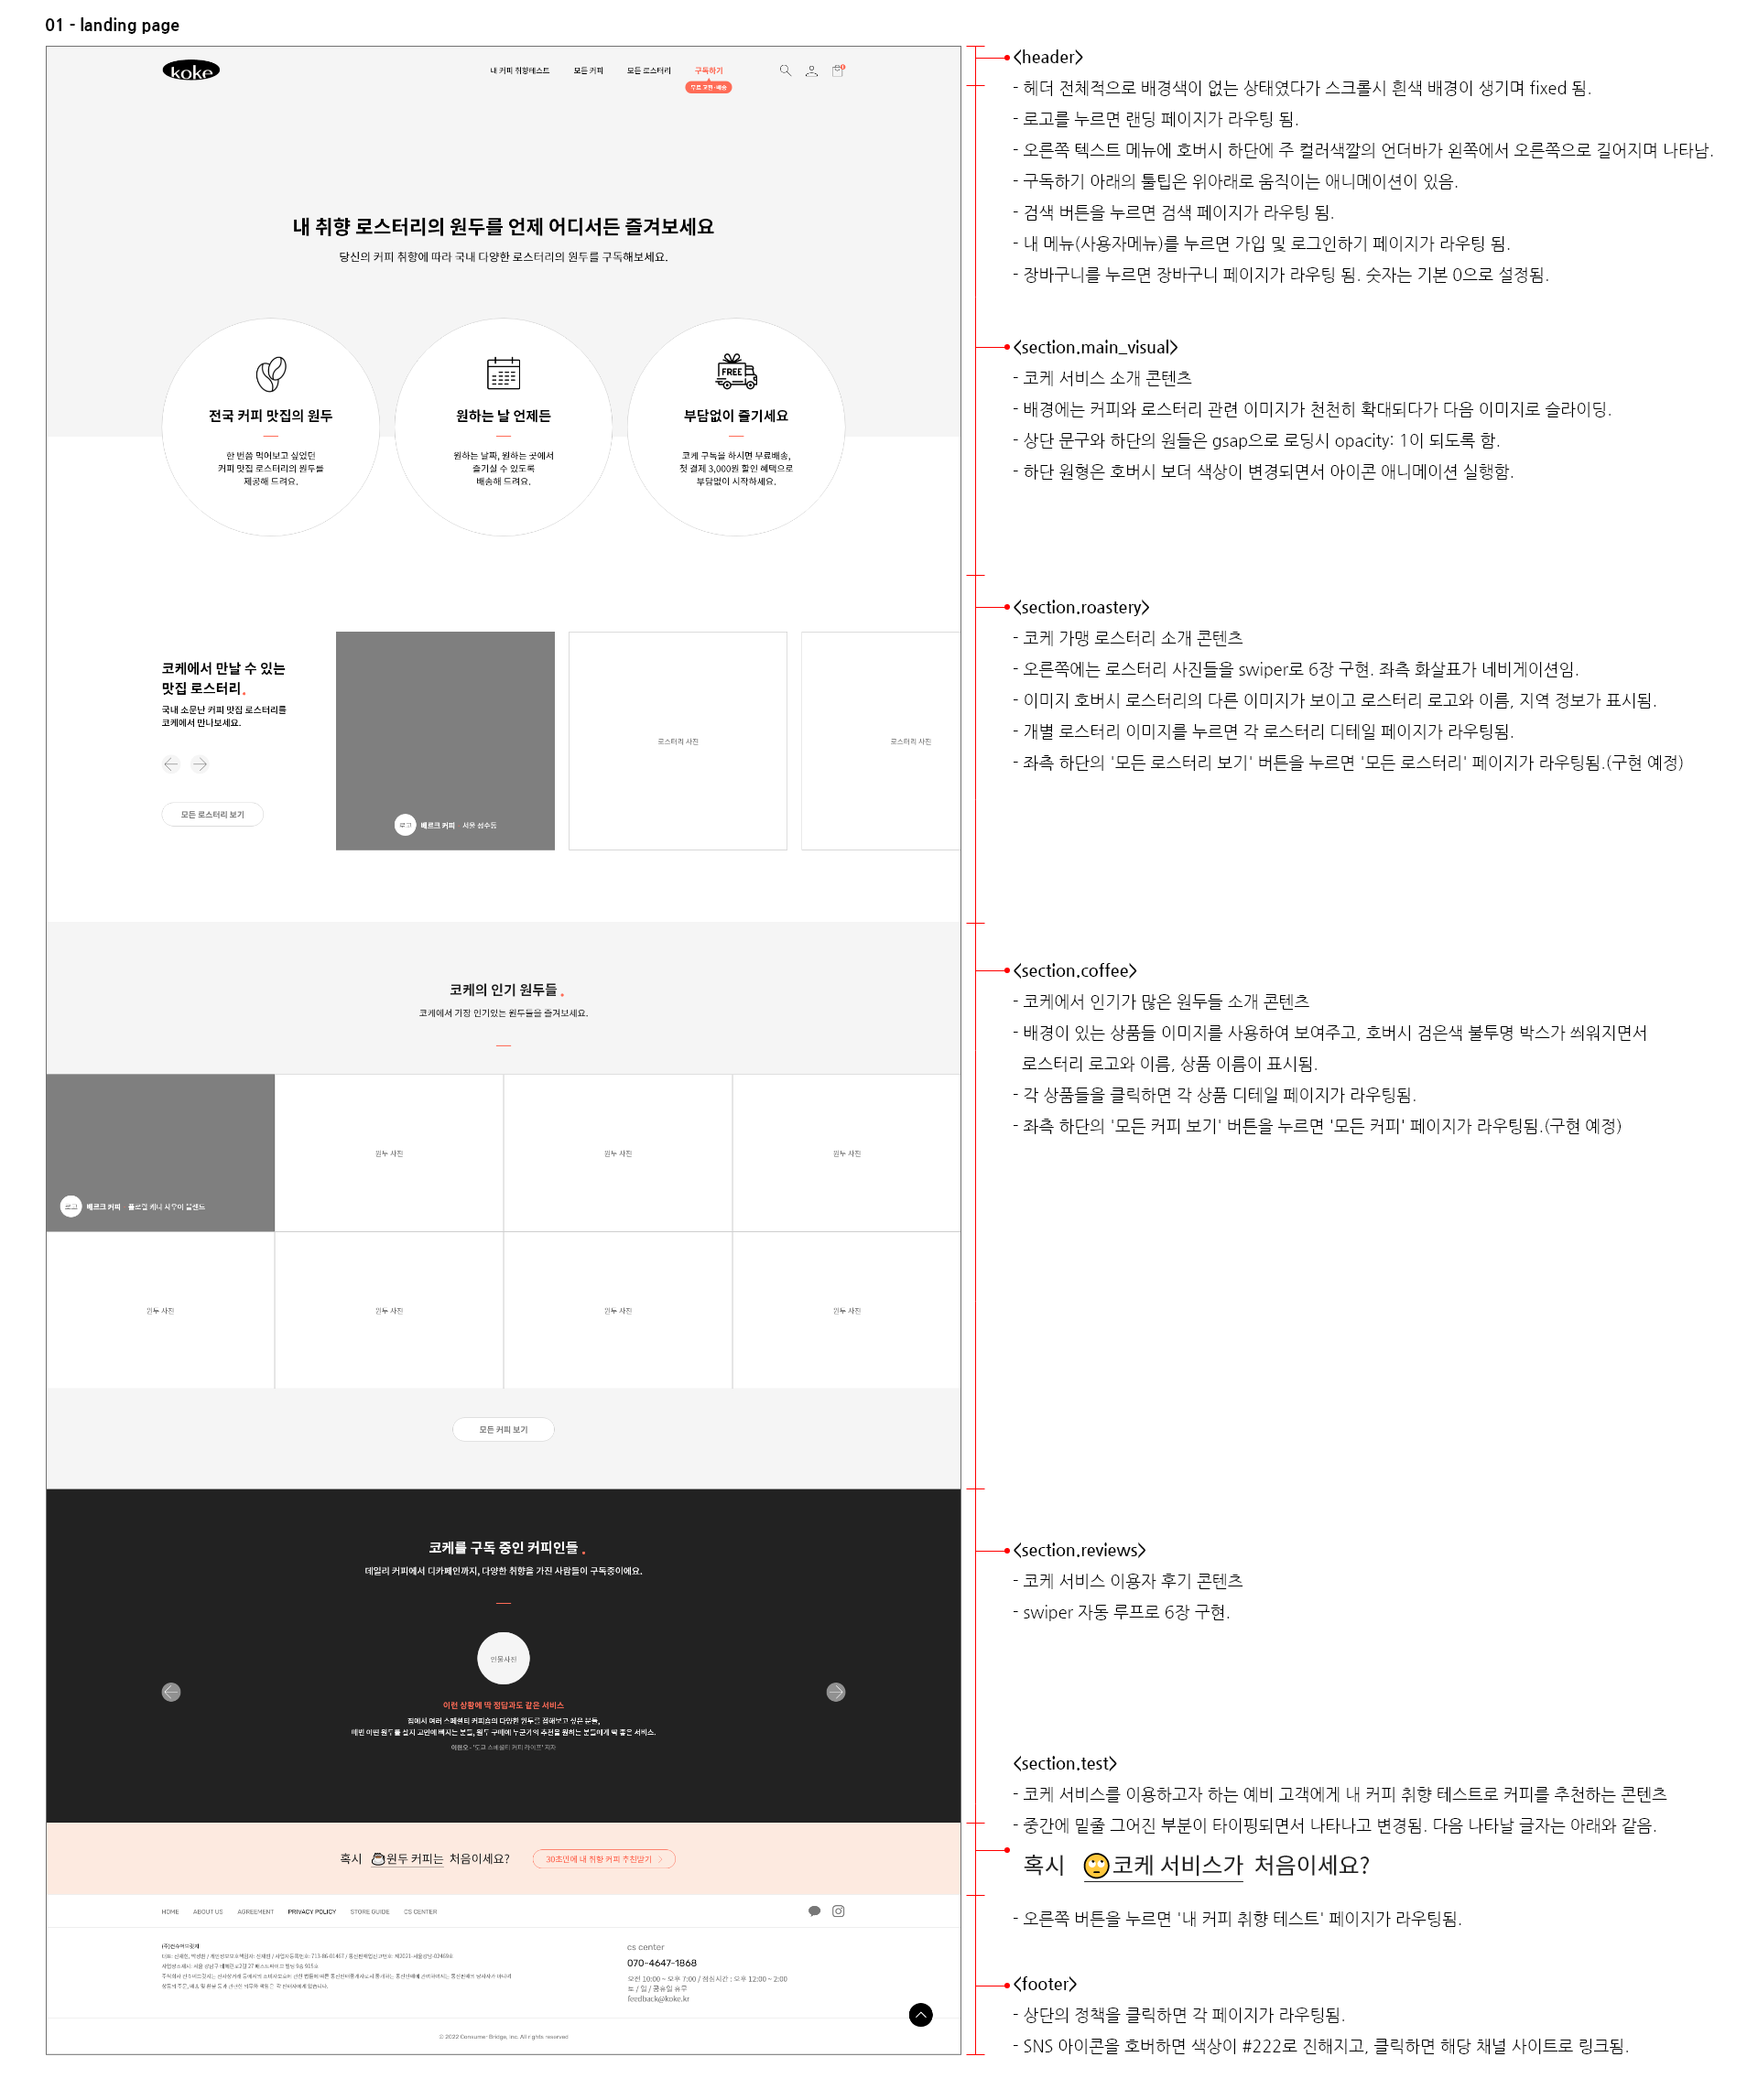 01 - landing page
koke
내 커피 취향테스트
모든 커피
모든 로스터리
구독하기
내 취향 로스터리의 원두를 언제 어디서든 즐겨보세요
당신의 커피 취향에 따라 국내 다양한 로스터리의 원두를 구독해보세요.
전국 커피 맛집의 원두
한 번쯤 먹어보고 싶었던
커피 맛집 로스터리의 원두를
제공해 드려요.
원하는 날 언제든
원하는 날짜, 원하는 곳에서
즐기실 수 있도록
배송해 드려요.
FREE
부담없이 즐기세요
코케 구독을 하시면 무료배송,
첫 결제 3,000원 할인 혜택으로
부담없이 시작하세요.
코케에서 만날 수 있는
맛집 로스터리.
국내 소문난 커피 맛집 로스터리를
코케에서 만나보세요.
모든 로스터리 보기
로고
베르크 커피 서울 성수동
로스터리 사진
로스터리 사진
코케의 인기 원두들.
코케에서 가장 인기있는 원두들을 즐겨보세요.
원두 사진
원두 사진
원두 사진
로고
베르크 커피
원두 사진
원두 사진
원두 사진
원두 사진
모든 커피 보기
코케를 구독 중인 커피인들.
데일리 커피에서 디카페인까지, 다양한 취향을 가진 사람들이 구독중이에요.
인물사진
이런 상황에 딱 정답과도 같은 서비스
혹시 원두 커피는 처음이세요?
30초만에 내 취향 커피 추천받기
HOME
ABOUT US
AGREEMENT
PRIVACY POLICY
STORE GUIDE
CS CENTER
cs center
070-4647-1868
오전 10:00 ~ 오후 7:00 / 점심시간 : 오후 12:00 ~ 2:00
토 / 일 / 공휴일 휴무
feedback@koke.kr
© 2022 Consume-Bridge, Inc. All rights reserved
<header>
- 헤더 전체적으로 배경색이 없는 상태였다가 스크롤시 흰색 배경이 생기며 fixed 됨.
- 로고를 누르면 랜딩 페이지가 라우팅 됨.
- 오른쪽 텍스트 메뉴에 호버시 하단에 주 컬러색깔의 언더바가 왼쪽에서 오른쪽으로 길어지며 나타남.
- 구독하기 아래의 툴팁은 위아래로 움직이는 애니메이션이 있음.
- 검색 버튼을 누르면 검색 페이지가 라우팅 됨.
- 내 메뉴(사용자메뉴)를 누르면 가입 및 로그인하기 페이지가 라우팅 됨.
- 장바구니를 누르면 장바구니 페이지가 라우팅 됨. 숫자는 기본 0으로 설정됨.
<section.main_visual>
- 코케 서비스 소개 콘텐츠
- 배경에는 커피와 로스터리 관련 이미지가 천천히 확대되다가 다음 이미지로 슬라이딩.
- 상단 문구와 하단의 원들은 gsap으로 로딩시 opacity: 1이 되도록 함.
- 하단 원형은 호버시 보더 색상이 변경되면서 아이콘 애니메이션 실행함.
<section.roastery>
- 코케 가맹 로스터리 소개 콘텐츠
- 오른쪽에는 로스터리 사진들을 swiper로 6장 구현. 좌측 화살표가 네비게이션임.
- 이미지 호버시 로스터리의 다른 이미지가 보이고 로스터리 로고와 이름, 지역 정보가 표시됨.
- 개별 로스터리 이미지를 누르면 각 로스터리 디테일 페이지가 라우팅됨.
- 좌측 하단의 '모든 로스터리 보기' 버튼을 누르면 '모든 로스터리' 페이지가 라우팅됨.(구현 예정)
<section.coffee>
- 코케에서 인기가 많은 원두들 소개 콘텐츠
- 배경이 있는 상품들 이미지를 사용하여 보여주고, 호버시 검은색 불투명 박스가 씌워지면서
로스터리 로고와 이름, 상품 이름이 표시됨.
- 각 상품들을 클릭하면 각 상품 디테일 페이지가 라우팅됨.
- 좌측 하단의 '모든 커피 보기' 버튼을 누르면 '모든 커피' 페이지가 라우팅됨.(구현 예정)
<section.reviews>
- 코케 서비스 이용자 후기 콘텐츠
- swiper 자동 루프로 6장 구현.
<section.test>
- 코케 서비스를 이용하고자 하는 예비 고객에게 내 커피 취향 테스트로 커피를 추천하는 콘텐츠
- 중간에 밑줄 그어진 부분이 타이핑되면서 나타나고 변경됨. 다음 나타날 글자는 아래와 같음.
혹시 코케 서비스가 처음이세요?
- 오른쪽 버튼을 누르면 '내 커피 취향 테스트' 페이지가 라우팅됨.
<footer>
- 상단의 정책을 클릭하면 각 페이지가 라우팅됨.
- SNS 아이콘을 호버하면 색상이 #222로 진해지고, 클릭하면 해당 채널 사이트로 링크됨.